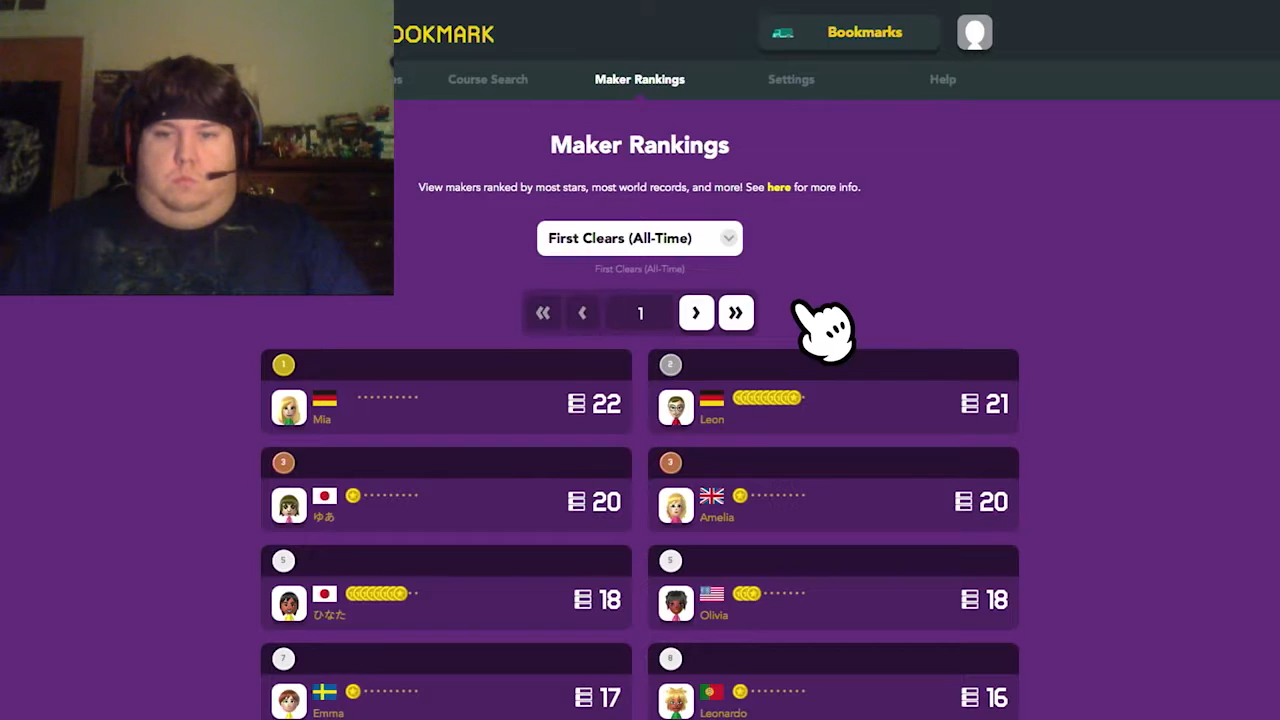 OOKMARK
Bookmarks
es
Course Search
Maker Rankings
Settings
Help
Maker Rankings
View makers ranked by most stars, most world records, and more! See here for more info.
First Clears (All-Time)
First Clears (All-Time)
1
1
Mia
22
2
Leon
21
3
ゆあ
20
3
Amelia
20
5
ひなた
18
5
Olivia
18
7
Emma
17
8
Leonardo
16